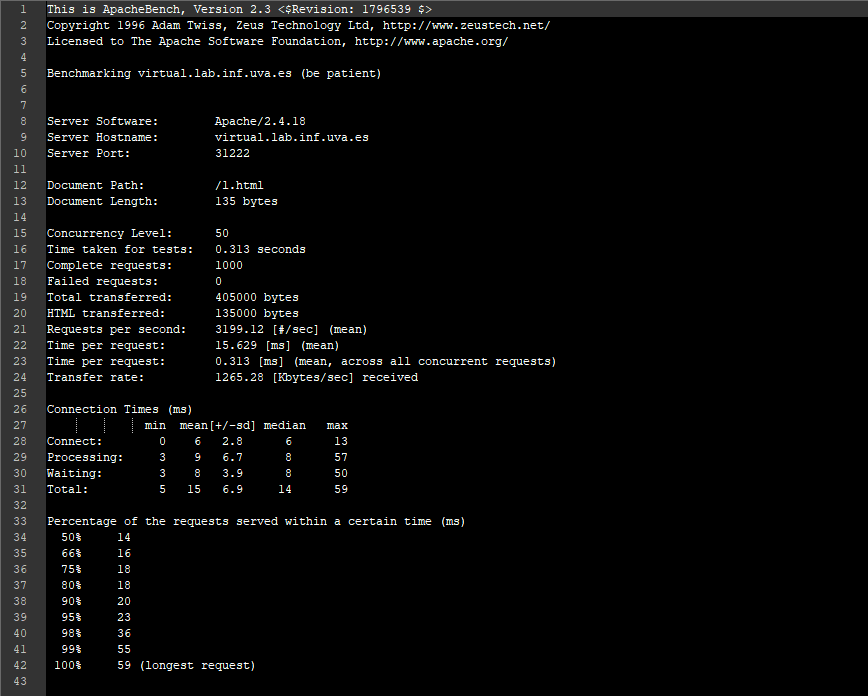 1 This is ApacheBench, Version 2.3 <$Revision: 1796539 $>
2 Copyright 1996 Adam Twiss, Zeus Technology Ltd, http://www.zeustech.net/
3 Licensed to The Apache Software Foundation, http://www.apache.org/
4
5 Benchmarking virtual.lab.inf.uva.es (be patient)
6
7
8 Server Software:        Apache/2.4.18
9 Server Hostname:        virtual.lab.inf.uva.es
10 Server Port:            31222
11
12 Document Path:          /1.html
13 Document Length:        135 bytes
14
15 Concurrency Level:      50
16 Time taken for tests:   0.313 seconds
17 Complete requests:      1000
18 Failed requests:        0
19 Total transferred:      405000 bytes
20 HTML transferred:       135000 bytes
21 Requests per second:    3199.12 [#/sec] (mean)
22 Time per request:       15.629 [ms] (mean)
23 Time per request:       0.313 [ms] (mean, across all concurrent requests)
24 Transfer rate:          1265.28 [Kbytes/sec] received
25
26 Connection Times (ms)
27               min  mean[+/-sd] median   max
28 Connect:        0    6   2.8      6      13
29 Processing:     3    9   6.7      8      57
30 Waiting:        3    8   3.9      8      50
31 Total:          5   15   6.9     14      59
32
33 Percentage of the requests served within a certain time (ms)
34   50%     14
35   66%     16
36   75%     18
37   80%     18
38   90%     20
39   95%     23
40   98%     36
41   99%     55
42  100%     59 (longest request)
43